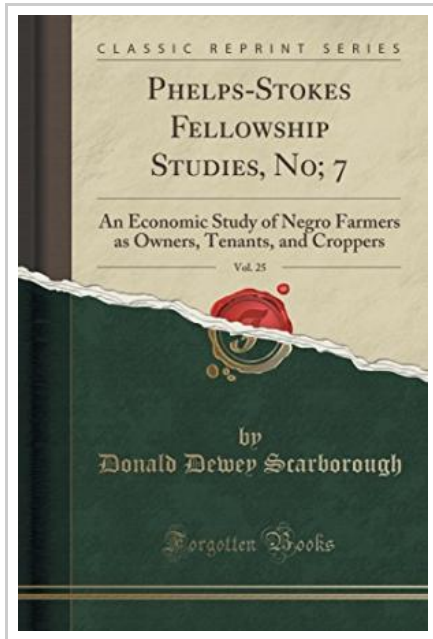 CLASSIC REPRINT SERIES
PHELPS-STOKES
FELLOWSHIP
STUDIES, NO; 7
An Economic Study of Negro Farmers
as Owners, Tenants, and Croppers
Vol. 25
by
Donald Dewey Scarborough
Forgotten Books